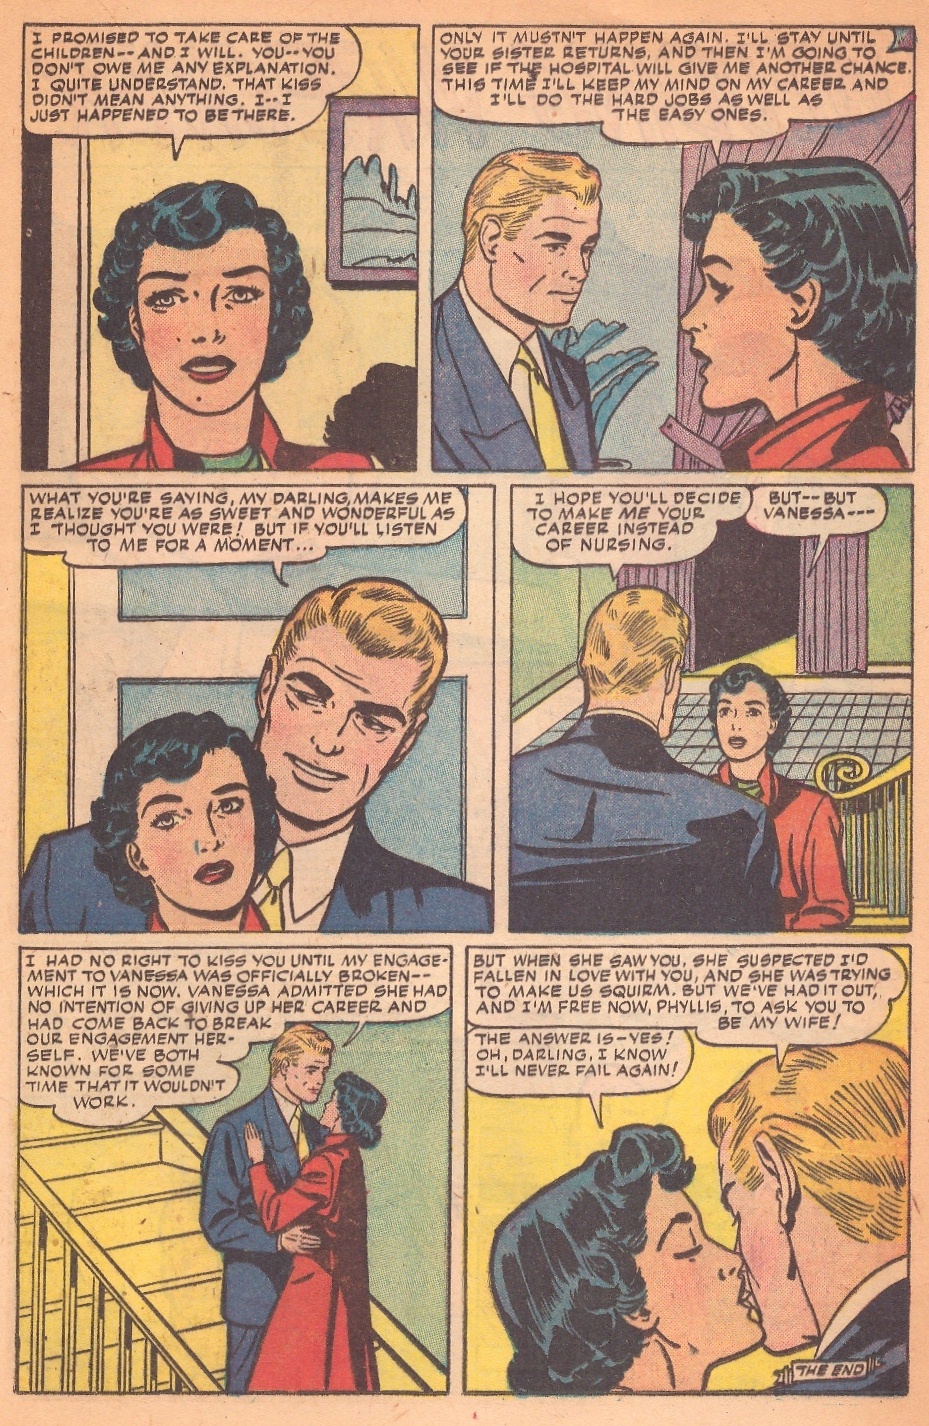 I PROMISED TO TAKE CARE OF THE
CHILDREN-- AND I WILL. YOU--YOU
DON'T OWE ME ANY EXPLANATION.
I QUITE UNDERSTAND. THAT KISS
DIDN'T MEAN ANYTHING. I--I
JUST HAPPENED TO BE THERE.
ONLY IT MUSTN'T HAPPEN AGAIN. I'LL STAY UNTIL
YOUR SISTER RETURNS, AND THEN I'M GOING TO
SEE IF THE HOSPITAL WILL GIVE ME ANOTHER CHANCE.
THIS TIME I'LL KEEP MY MIND ON MY CAREER AND
I'LL DO THE HARD JOBS AS WELL AS
THE EASY ONES.
WHAT YOU'RE SAYING, MY DARLING, MAKES ME
REALIZE YOU'RE AS SWEET AND WONDERFUL AS
I THOUGHT YOU WERE! BUT IF YOU'LL LISTEN
TO ME FOR A MOMENT...
I HOPE YOU'LL DECIDE
TO MAKE ME YOUR
CAREER INSTEAD
OF NURSING.
BUT--BUT
VANESSA---
I HAD NO RIGHT TO KISS YOU UNTIL MY ENGAGE-
MENT TO VANESSA WAS OFFICIALLY BROKEN--
WHICH IT IS NOW. VANESSA ADMITTED SHE HAD
NO INTENTION OF GIVING UP HER CAREER AND
HAD COME BACK TO BREAK
OUR ENGAGEMENT HER-
SELF. WE'VE BOTH
KNOWN FOR SOME
TIME THAT IT WOULDN'T
WORK.
BUT WHEN SHE SAW YOU, SHE SUSPECTED I'D
FALLEN IN LOVE WITH YOU, AND SHE WAS TRYING
TO MAKE US SQUIRM. BUT WE'VE HAD IT OUT,
AND I'M FREE NOW, PHYLLIS, TO ASK YOU TO
BE MY WIFE!
THE ANSWER IS--YES!
OH, DARLING, I KNOW
I'LL NEVER FAIL AGAIN!
THE END